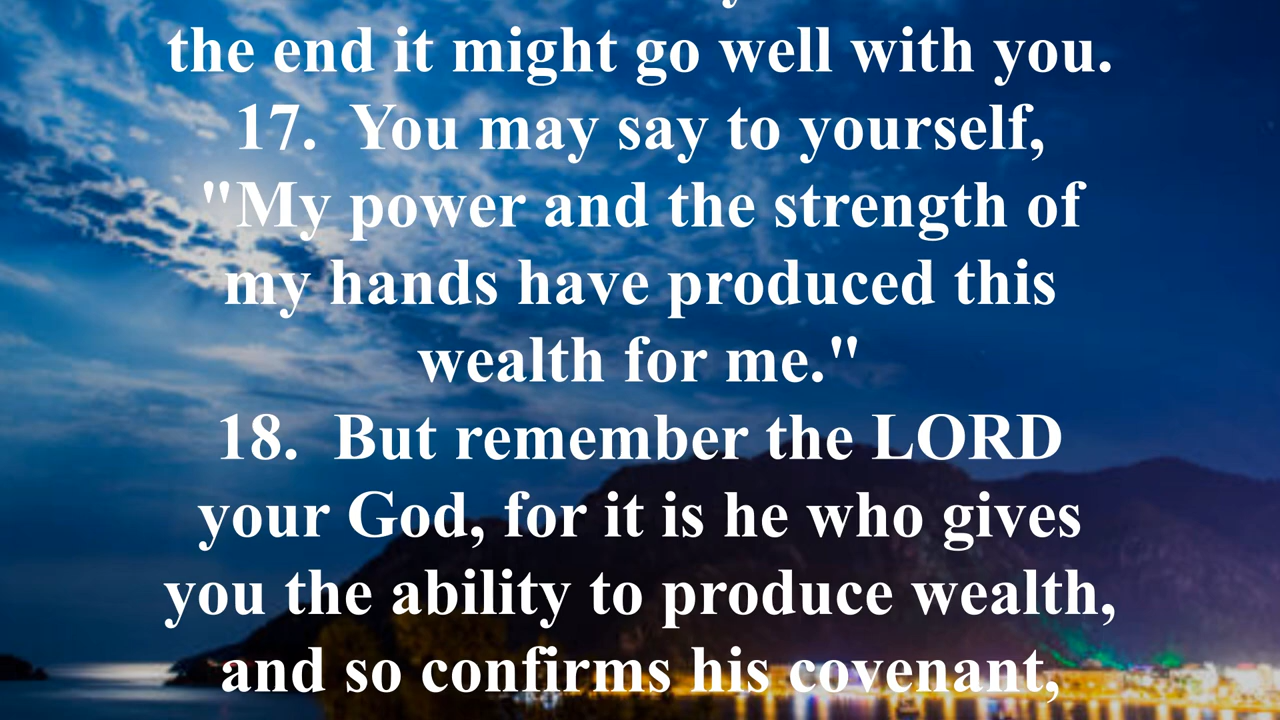 the end it might go well with you.
17.  You may say to yourself,
"My power and the strength of
my hands have produced this
wealth for me."
18.  But remember the LORD
your God, for it is he who gives
you the ability to produce wealth,
and so confirms his covenant,